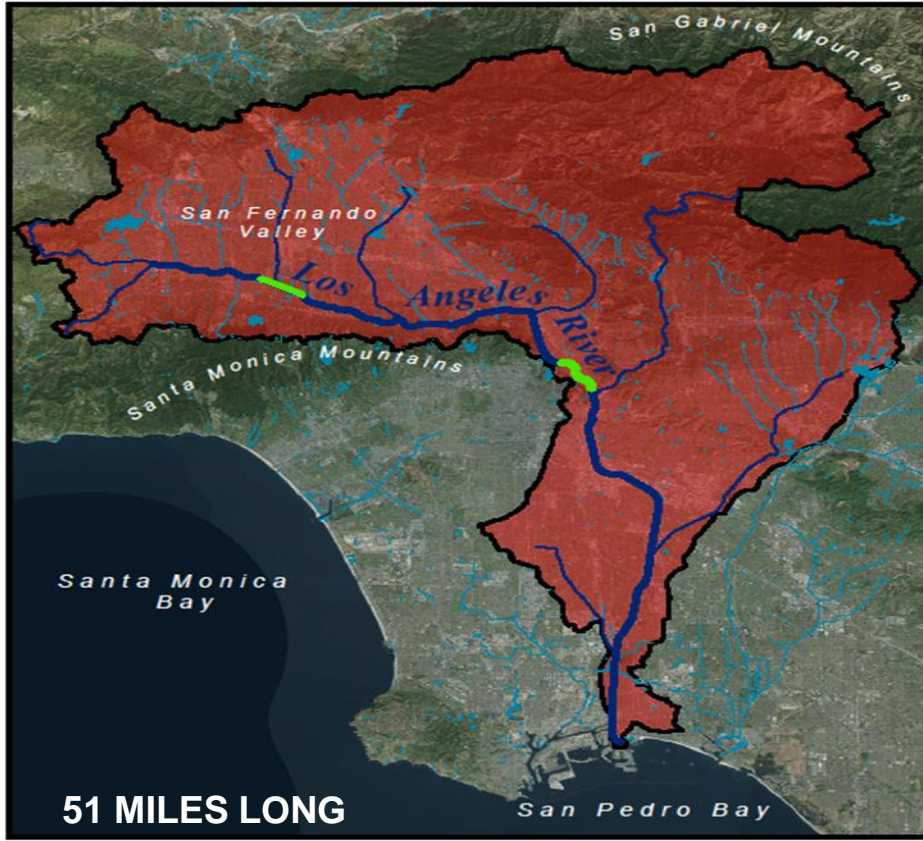 San Gabriel Mountains
San Fernando
Valley
Los Angeles River
Santa Monica Mountains
Santa Monica
Bay
51 MILES LONG
San Pedro Bay